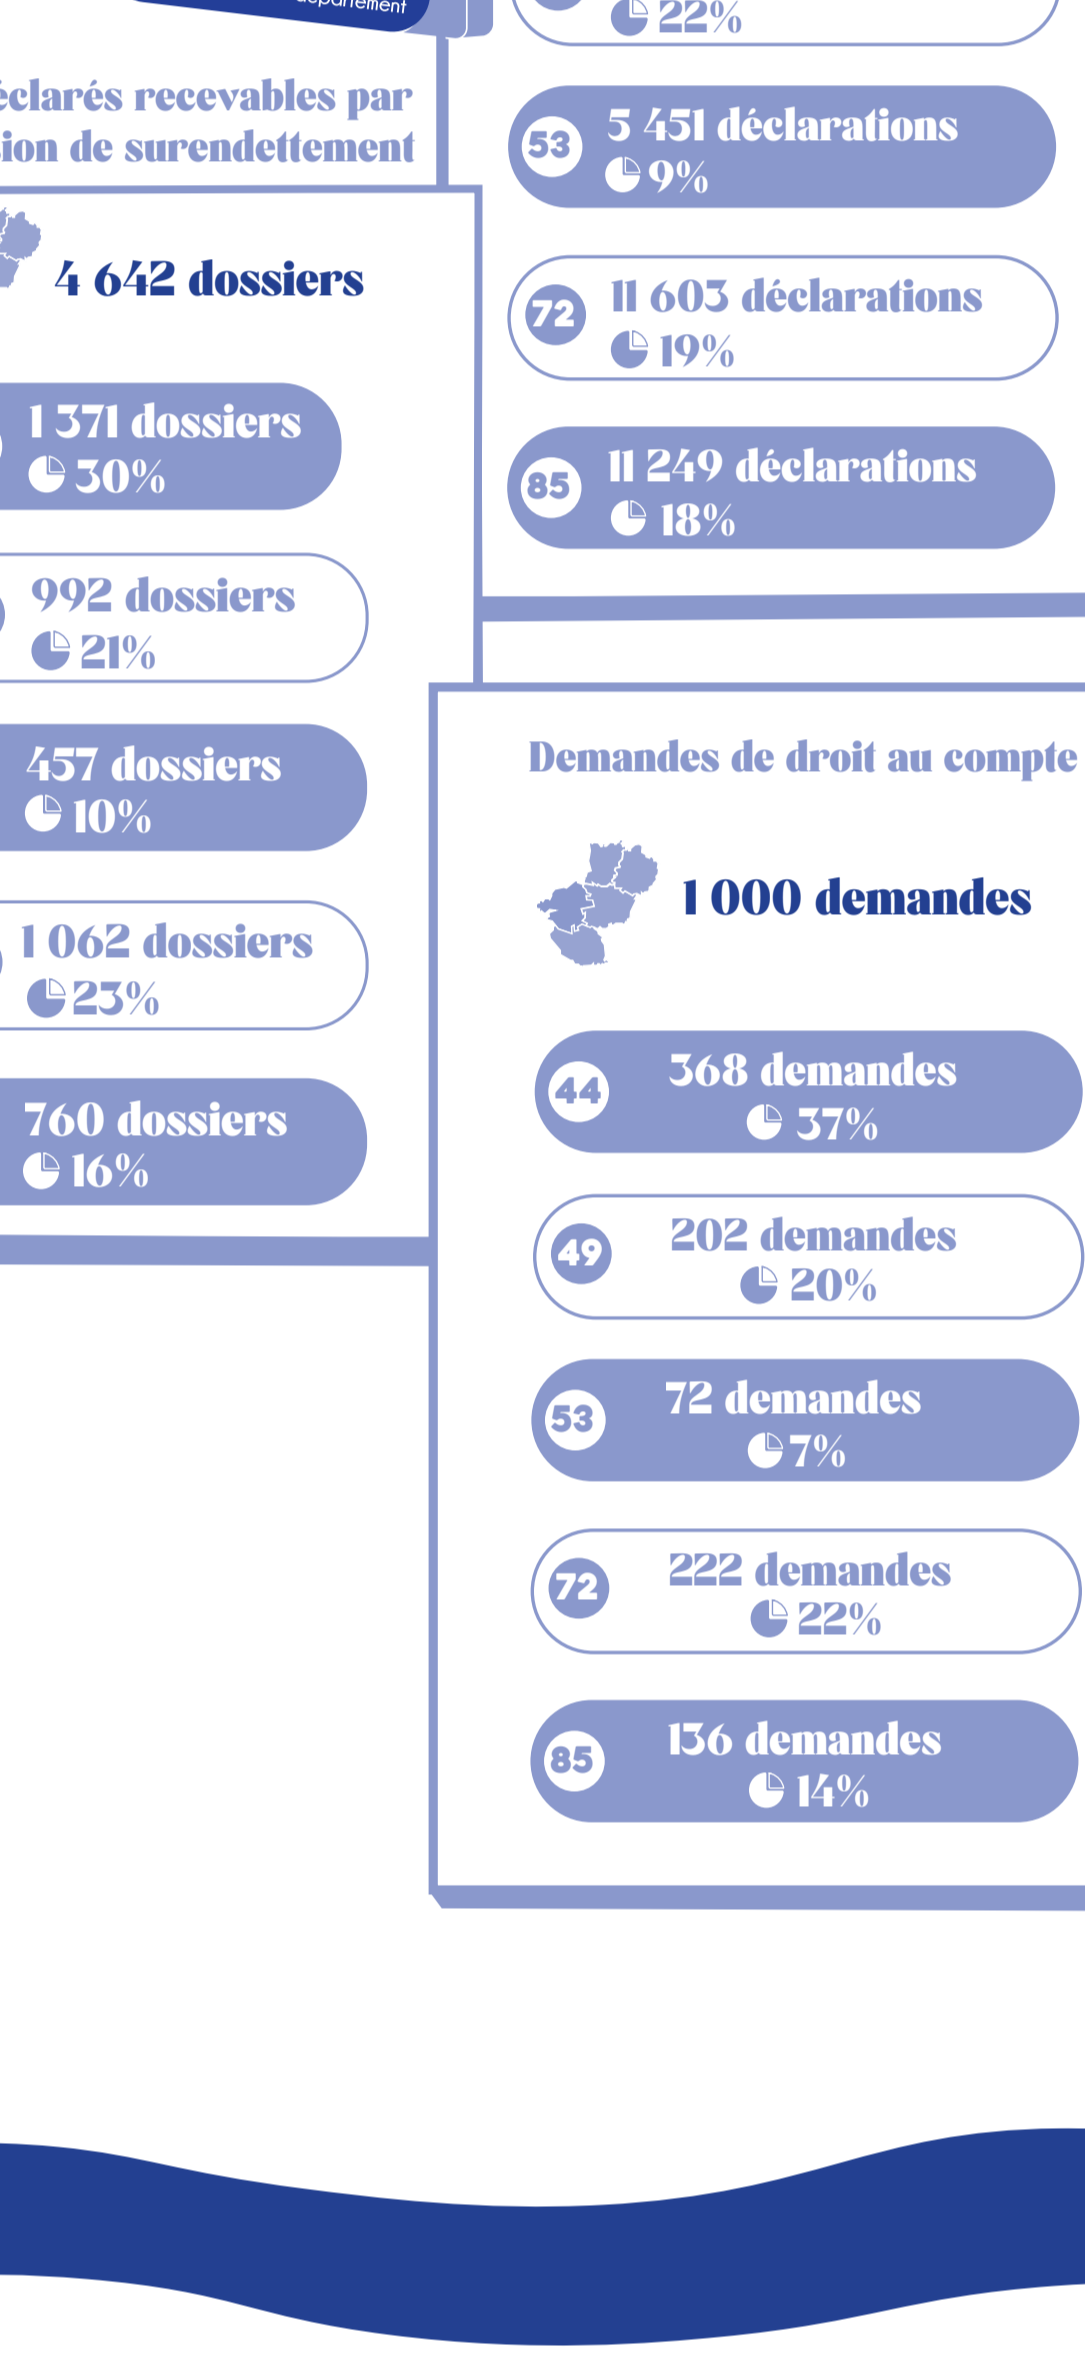 département
déclarés recevables par
sion de surendettement
4 642 dossiers
1 371 dossiers
30%
992 dossiers
21%
457 dossiers
10%
1 062 dossiers
23%
760 dossiers
16%
22%
53
5 451 déclarations
9%
72
11 603 déclarations
19%
85
11 249 déclarations
18%
Demandes de droit au compte
1 000 demandes
44
368 demandes
37%
49
202 demandes
20%
53
72 demandes
7%
72
222 demandes
22%
85
136 demandes
14%